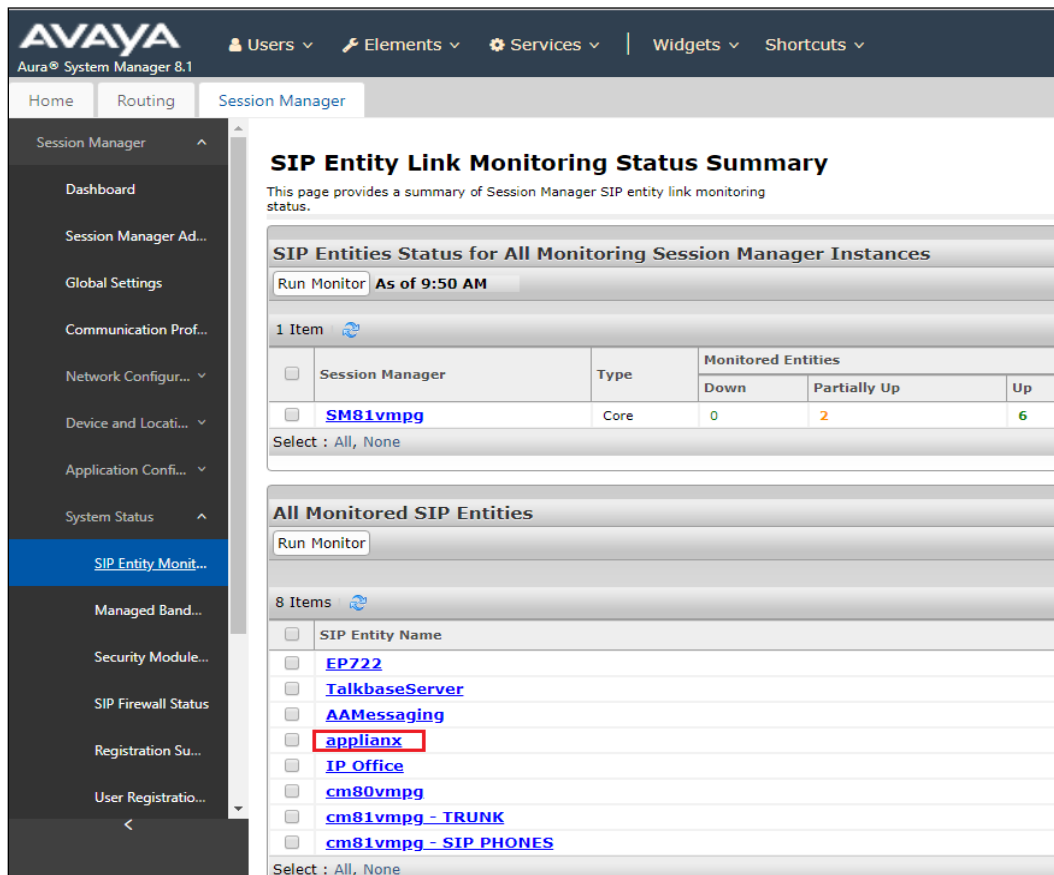 AVAYA
Aura® System Manager 8.1
Users Elements Services | Widgets Shortcuts
Home Routing Session Manager
Session Manager
Dashboard
Session Manager Ad...
Global Settings
Communication Prof...
Network Configur...
Device and Locati...
Application Confi...
System Status
SIP Entity Monit...
Managed Band...
Security Module...
SIP Firewall Status
Registration Su...
User Registratio...
<
SIP Entity Link Monitoring Status Summary
This page provides a summary of Session Manager SIP entity link monitoring
status.
SIP Entities Status for All Monitoring Session Manager Instances
Run Monitor As of 9:50 AM
1 Item
Session Manager Type Monitored Entities
Down Partially Up Up
SM81vmpg Core 0 2 6
Select : All, None
All Monitored SIP Entities
Run Monitor
8 Items
SIP Entity Name
EP722
TalkbaseServer
AAMessaging
applianx
IP Office
cm80vmpg
cm81vmpg - TRUNK
cm81vmpg - SIP PHONES
Select : All, None